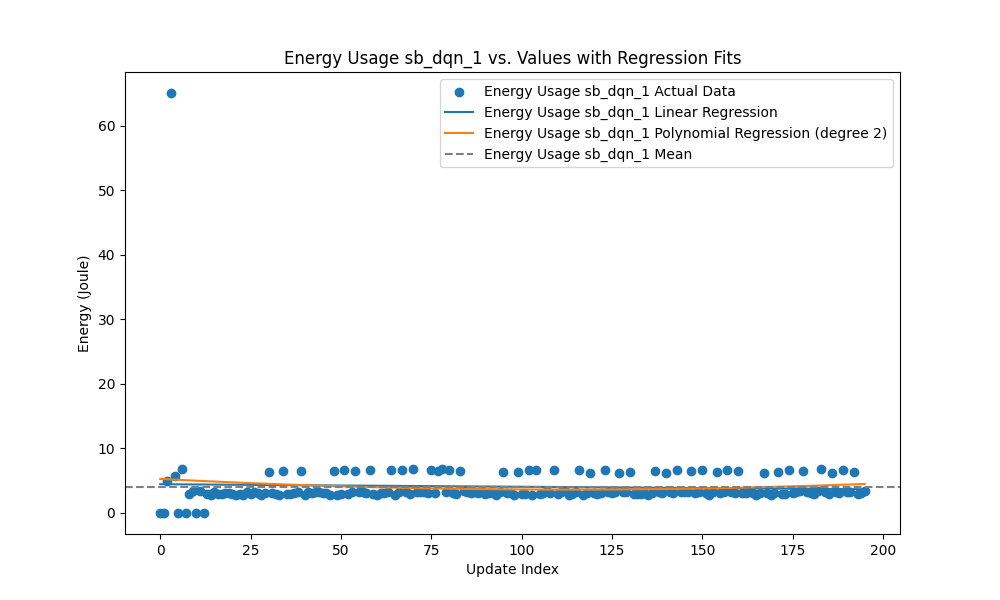 Energy Usage sb_dqn_1 vs. Values with Regression Fits
Energy Usage sb_dqn_1 Actual Data
Energy Usage sb_dqn_1 Linear Regression
Energy Usage sb_dqn_1 Polynomial Regression (degree 2)
Energy Usage sb_dqn_1 Mean
Energy (Joule)
60
50
40
30
20
10
0
0 25 50 75 100 125 150 175 200
Update Index